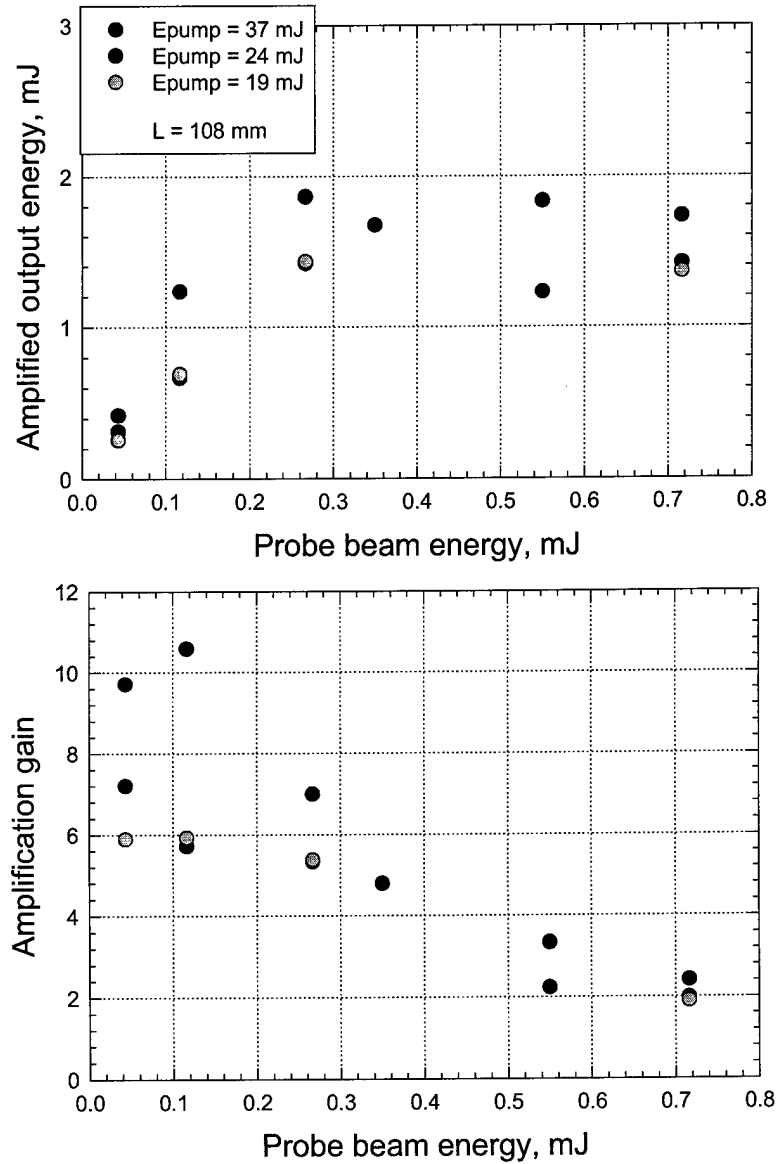 3
Epump = 37 mJ
Epump = 24 mJ
Epump = 19 mJ
L = 108 mm
2
1
0
Amplified output energy, mJ
0.0 0.1 0.2 0.3 0.4 0.5 0.6 0.7 0.8
Probe beam energy, mJ
12
10
8
6
4
2
0
Amplification gain
0.0 0.1 0.2 0.3 0.4 0.5 0.6 0.7 0.8
Probe beam energy, mJ